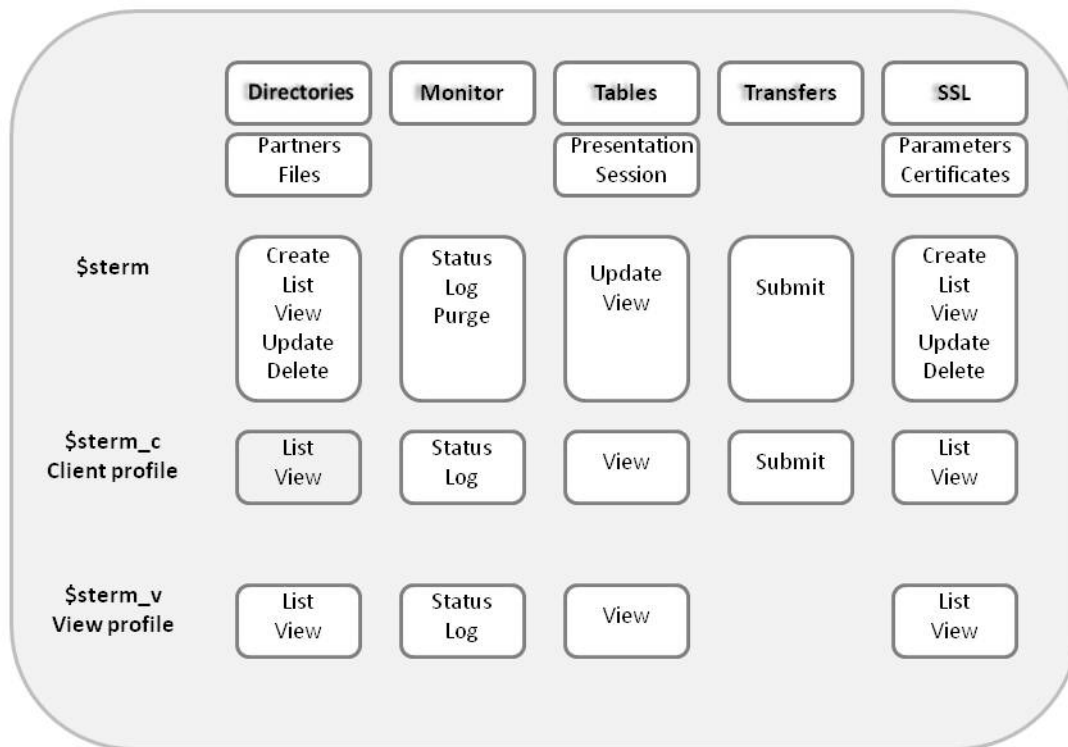 Directories
Monitor
Tables
Transfers
SSL
Partners
Files
Presentation
Session
Parameters
Certificates
$sterm
Create
List
View
Update
Delete
Status
Log
Purge
Update
View
Submit
Create
List
View
Update
Delete
$sterm_c
Client profile
List
View
Status
Log
View
Submit
List
View
$sterm_v
View profile
List
View
Status
Log
View
List
View